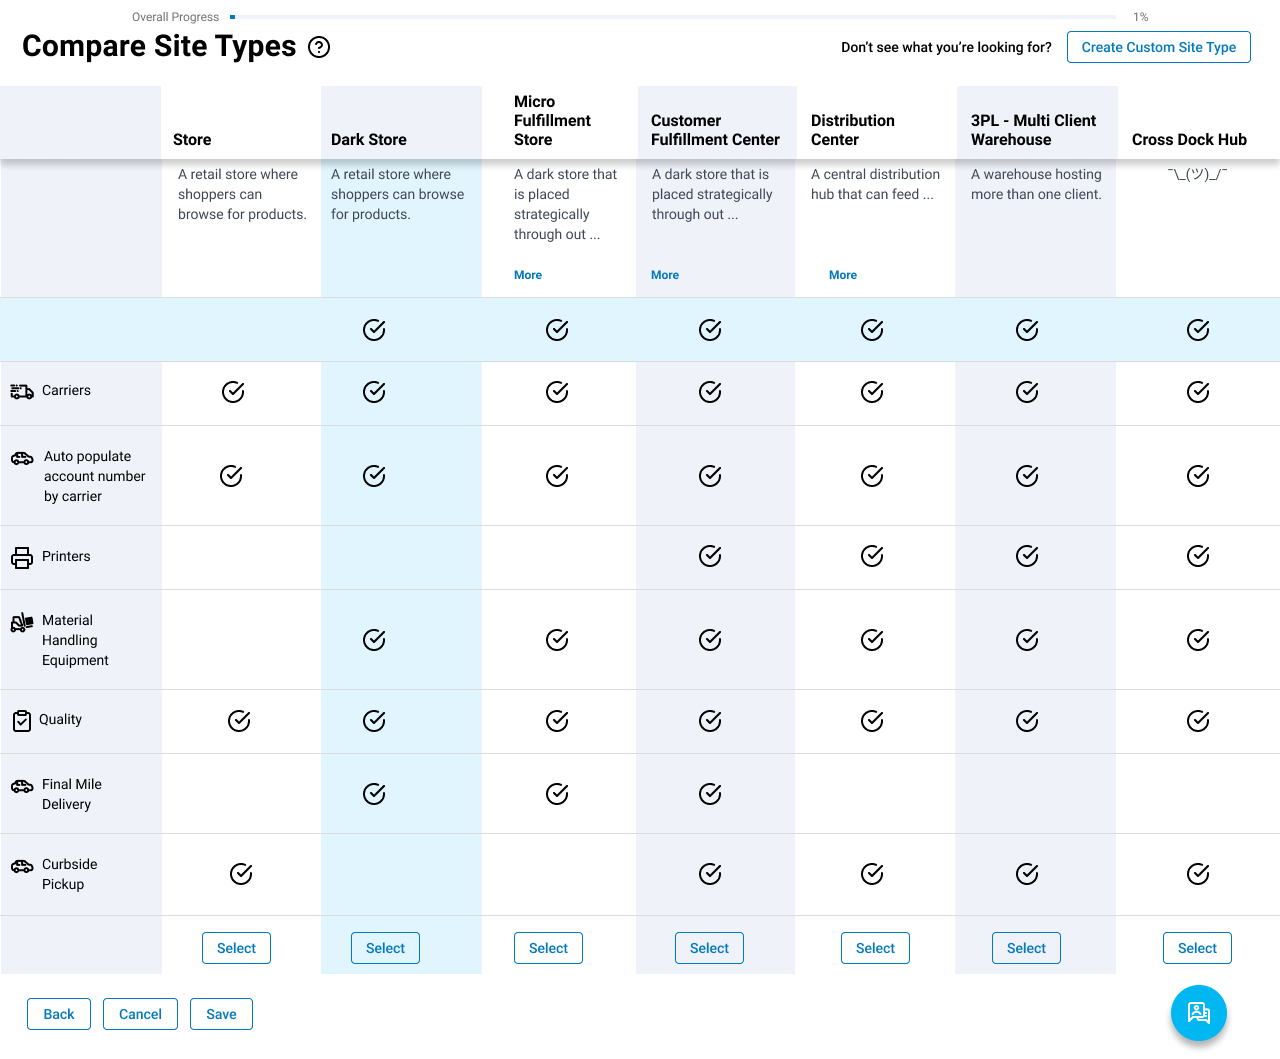 Overall Progress
1%
Compare Site Types
Don't see what you're looking for?
Create Custom Site Type
Store
Dark Store
Micro
Fulfillment
Store
Customer
Fulfillment Center
Distribution
Center
3PL - Multi Client
Warehouse
Cross Dock Hub
A retail store where
shoppers can
browse for products.
A retail store where
shoppers can browse
for products.
A dark store that
is placed
strategically
through out ...
More
A dark store that is
placed strategically
through out ...
More
A central distribution
hub that can feed ...
More
A warehouse hosting
more than one client.
¯\_(ツ)_/¯
Carriers
Auto populate
account number
by carrier
Printers
Material
Handling
Equipment
Quality
Final Mile
Delivery
Curbside
Pickup
Select
Select
Select
Select
Select
Select
Select
Back
Cancel
Save